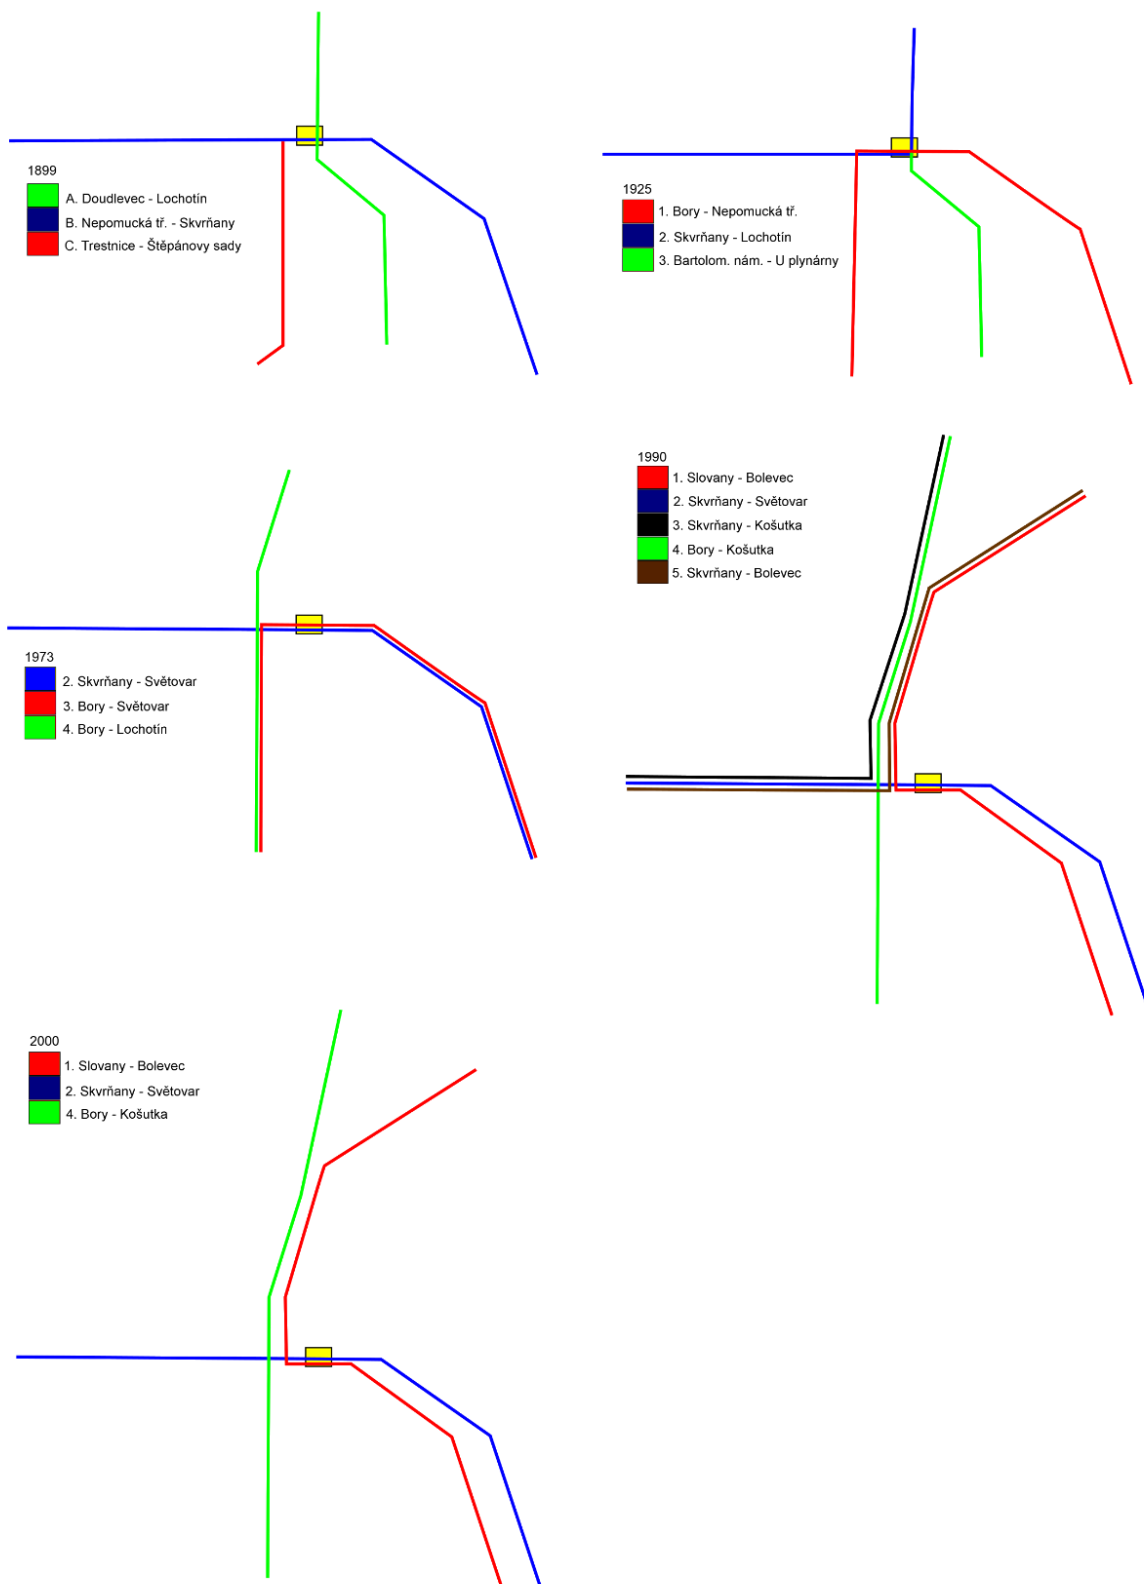 1899
A. Doudlevec - Lochotín
B. Nepomucká tř. - Skvrňany
C. Trestnice - Štěpánovy sady
1925
1. Bory - Nepomucká tř.
2. Skvrňany - Lochotín
3. Bartolom. nám. - U plynárny
1973
2. Skvrňany - Světovar
3. Bory - Světovar
4. Bory - Lochotín
1990
1. Slovany - Bolevec
2. Skvrňany - Světovar
3. Skvrňany - Košutka
4. Bory - Košutka
5. Skvrňany - Bolevec
2000
1. Slovany - Bolevec
2. Skvrňany - Světovar
4. Bory - Košutka